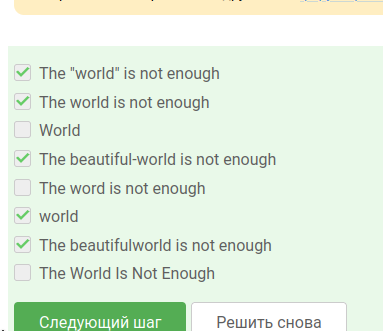 The "world" is not enough
The world is not enough
World
The beautiful-world is not enough
The word is not enough
world
The beautifulworld is not enough
The World Is Not Enough
Следующий шаг
Решить снова